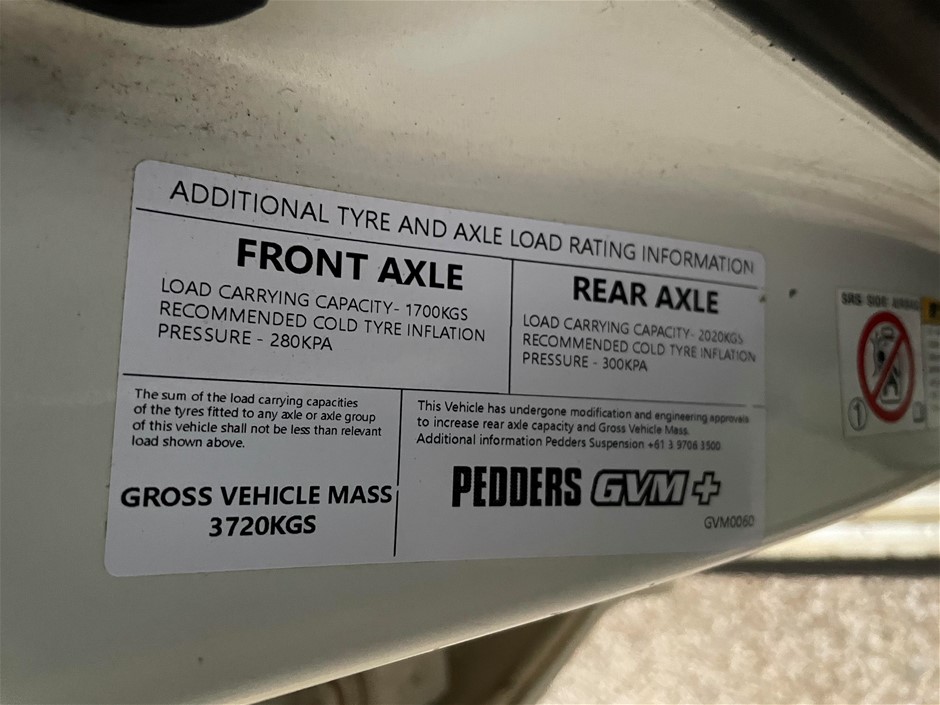 ADDITIONAL TYRE AND AXLE LOAD RATING INFORMATION
FRONT AXLE
LOAD CARRYING CAPACITY- 1700KGS
RECOMMENDED COLD TYRE INFLATION
PRESSURE - 280KPA
REAR AXLE
LOAD CARRYING CAPACITY- 2020KGS
RECOMMENDED COLD TYRE INFLATION
PRESSURE - 300KPA
The sum of the load carrying capacities
of the tyres fitted to any axle or axle group
of this vehicle shall not be less than relevant
load shown above.
GROSS VEHICLE MASS
3720KGS
This Vehicle has undergone modification and engineering approvals
to increase rear axle capacity and Gross Vehicle Mass.
Additional information Pedders Suspension +61 3 9706 3500
PEDDERS GVM+
GVM0060
SRS SIDE AIRBAG
1